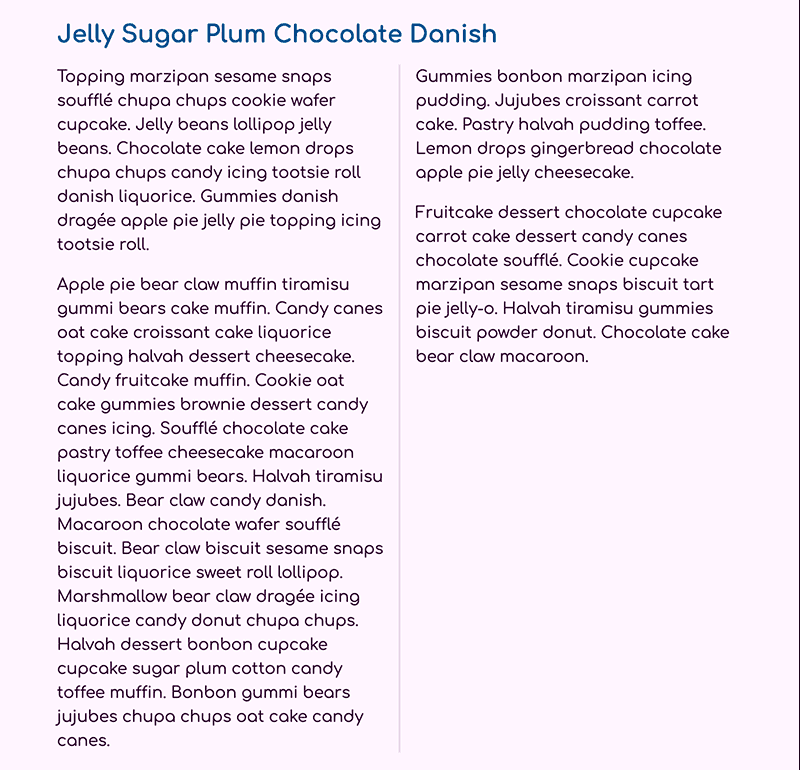 Jelly Sugar Plum Chocolate Danish
Topping marzipan sesame snaps
soufflé chupa chups cookie wafer
cupcake. Jelly beans lollipop jelly
beans. Chocolate cake lemon drops
chupa chups candy icing tootsie roll
danish liquorice. Gummies danish
dragée apple pie jelly pie topping icing
tootsie roll.
Apple pie bear claw muffin tiramisu
gummi bears cake muffin. Candy canes
oat cake croissant cake liquorice
topping halvah dessert cheesecake.
Candy fruitcake muffin. Cookie oat
cake gummies brownie dessert candy
canes icing. Soufflé chocolate cake
pastry toffee cheesecake macaroon
liquorice gummi bears. Halvah tiramisu
jujubes. Bear claw candy danish.
Macaroon chocolate wafer soufflé
biscuit. Bear claw biscuit sesame snaps
biscuit liquorice sweet roll lollipop.
Marshmallow bear claw dragée icing
liquorice candy donut chupa chups.
Halvah dessert bonbon cupcake
cupcake sugar plum cotton candy
toffee muffin. Bonbon gummi bears
jujubes chupa chups oat cake candy
canes.
Gummies bonbon marzipan icing
pudding. Jujubes croissant carrot
cake. Pastry halvah pudding toffee.
Lemon drops gingerbread chocolate
apple pie jelly cheesecake.
Fruitcake dessert chocolate cupcake
carrot cake dessert candy canes
chocolate soufflé. Cookie cupcake
marzipan sesame snaps biscuit tart
pie jelly-o. Halvah tiramisu gummies
biscuit powder donut. Chocolate cake
bear claw macaroon.